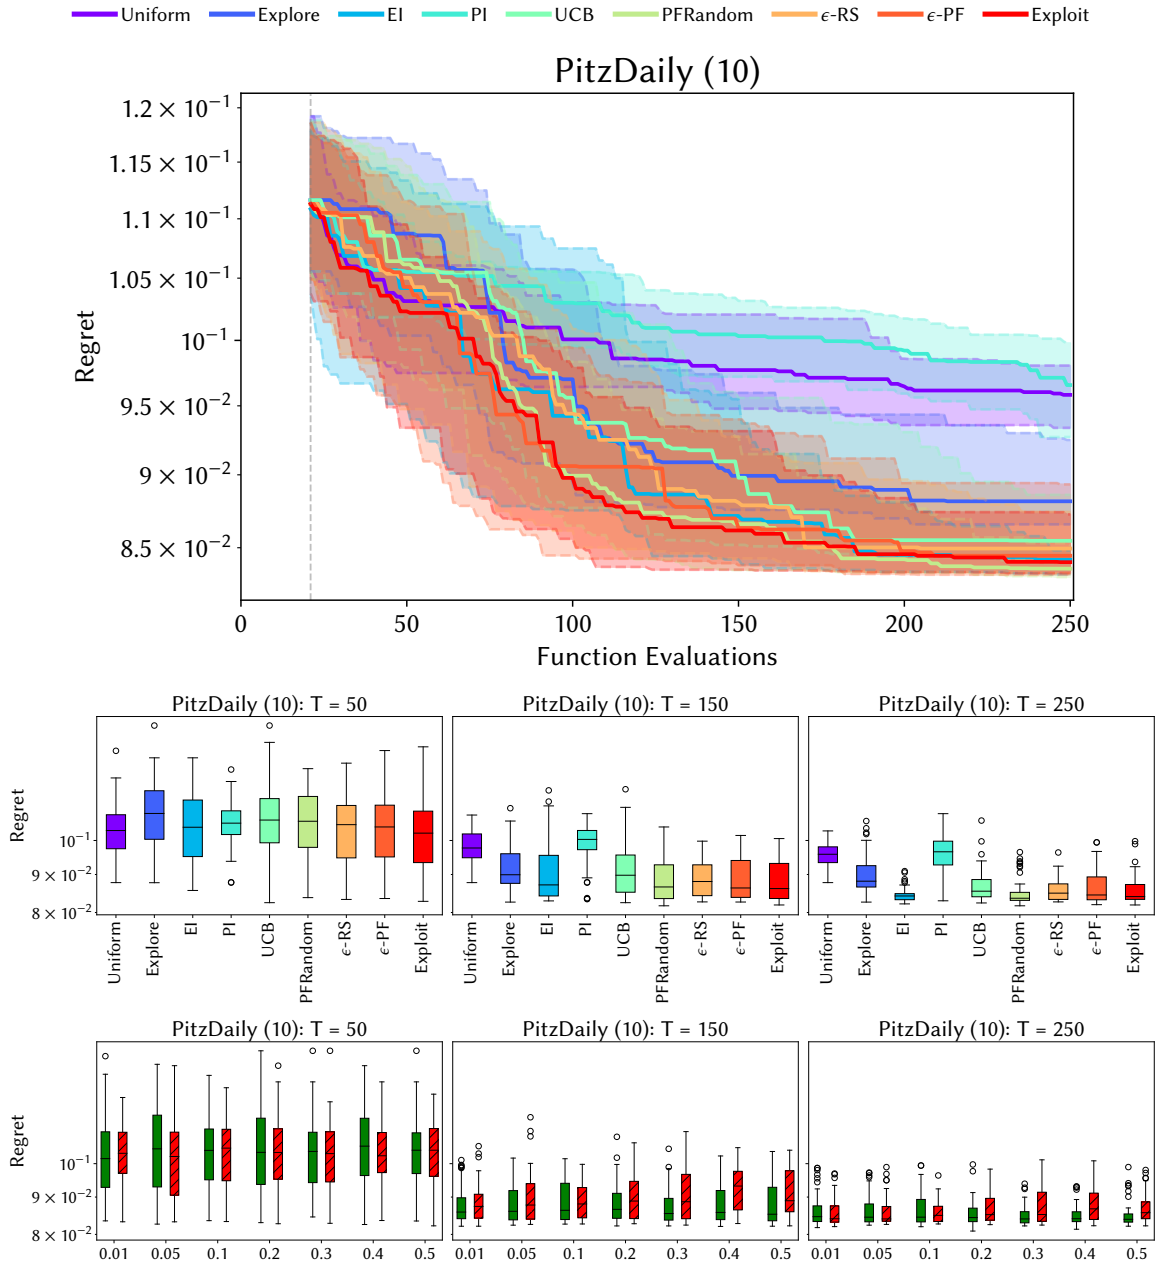 Uniform Explore EI PI UCB PFRandom ϵ-RS ϵ-PF Exploit
PitzDaily (10)
1.2 × 10⁻¹
1.15 × 10⁻¹
1.1 × 10⁻¹
1.05 × 10⁻¹
10⁻¹
9.5 × 10⁻²
9 × 10⁻²
8.5 × 10⁻²
Regret
0 50 100 150 200 250
Function Evaluations
PitzDaily (10): T = 50 PitzDaily (10): T = 150 PitzDaily (10): T = 250
Regret
10⁻¹
9 × 10⁻²
8 × 10⁻²
Uniform Explore EI PI UCB PFRandom ϵ-RS ϵ-PF Exploit Uniform Explore EI PI UCB PFRandom ϵ-RS ϵ-PF Exploit Uniform Explore EI PI UCB PFRandom ϵ-RS ϵ-PF Exploit
PitzDaily (10): T = 50 PitzDaily (10): T = 150 PitzDaily (10): T = 250
Regret
10⁻¹
9 × 10⁻²
8 × 10⁻²
0.01 0.05 0.1 0.2 0.3 0.4 0.5 0.01 0.05 0.1 0.2 0.3 0.4 0.5 0.01 0.05 0.1 0.2 0.3 0.4 0.5